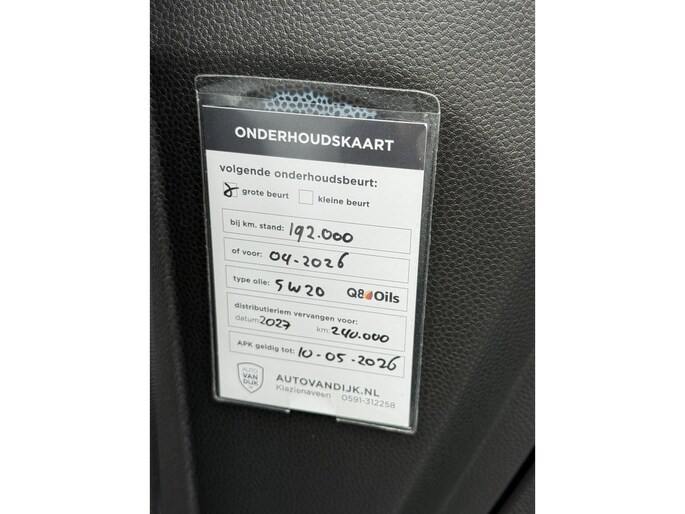 ONDERHOUDSKAART
volgende onderhoudsbeurt:
grote beurt kleine beurt
bij km. stand: 192.000
of voor: 04-2026
type olie: 5W20 Q8 Oils
distributieriem vervangen voor:
datum 2027 km: 240.000
APK geldig tot: 10-05-2026
AUTO VAN DIJK
AUTOVANDIJK.NL
Klazienaveen 0591-312258